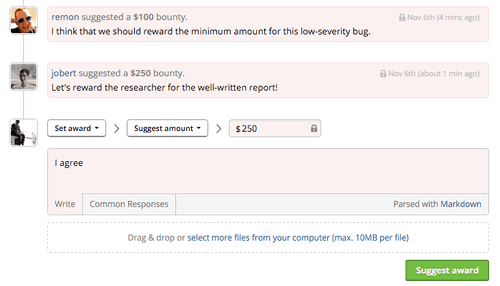 remon suggested a $100 bounty.
Nov 6th (4 mins ago)
I think that we should reward the minimum amount for this low-severity bug.
jobert suggested a $250 bounty.
Nov 6th (about 1 min ago)
Let's reward the researcher for the well-written report!
Set award
Suggest amount
$ 250
I agree
Write
Common Responses
Parsed with Markdown
Drag & drop or select more files from your computer (max. 10MB per file)
Suggest award